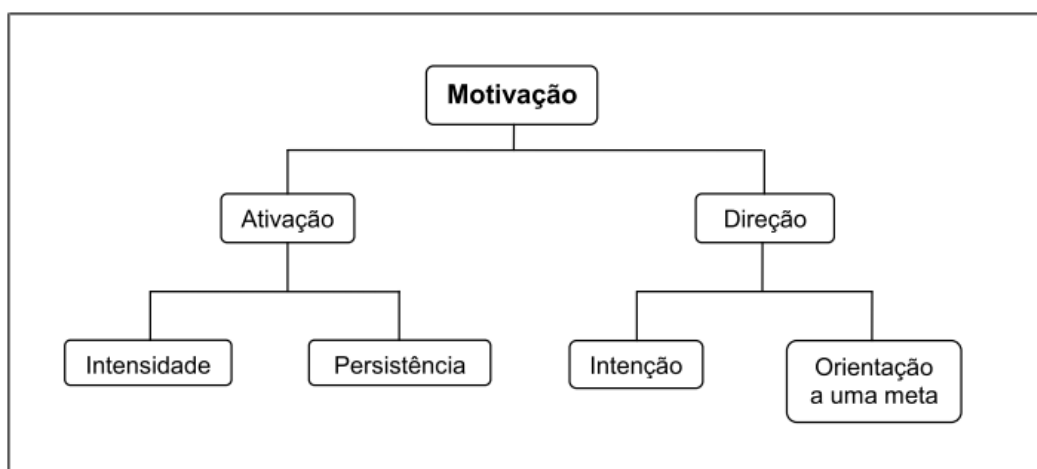 Motivação
Ativação
Direção
Intensidade
Persistência
Intenção
Orientação
a uma meta